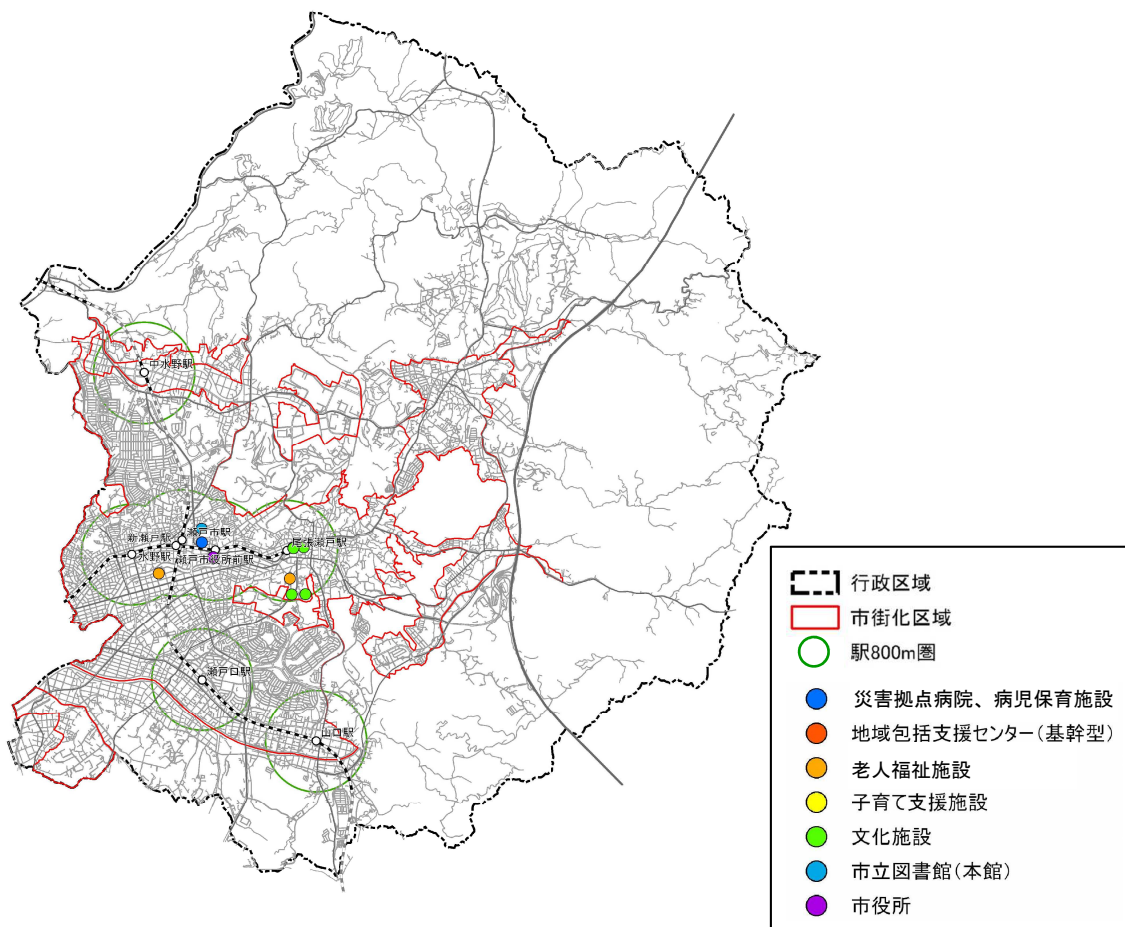 中水野駅
瀬戸市駅
新瀬戸駅
尾張瀬戸駅
水野駅
瀬戸市役所前駅
瀬戸口駅
山口駅
行政区域
市街化区域
駅800m圏
災害拠点病院、病児保育施設
地域包括支援センター(基幹型)
老人福祉施設
子育て支援施設
文化施設
市立図書館(本館)
市役所